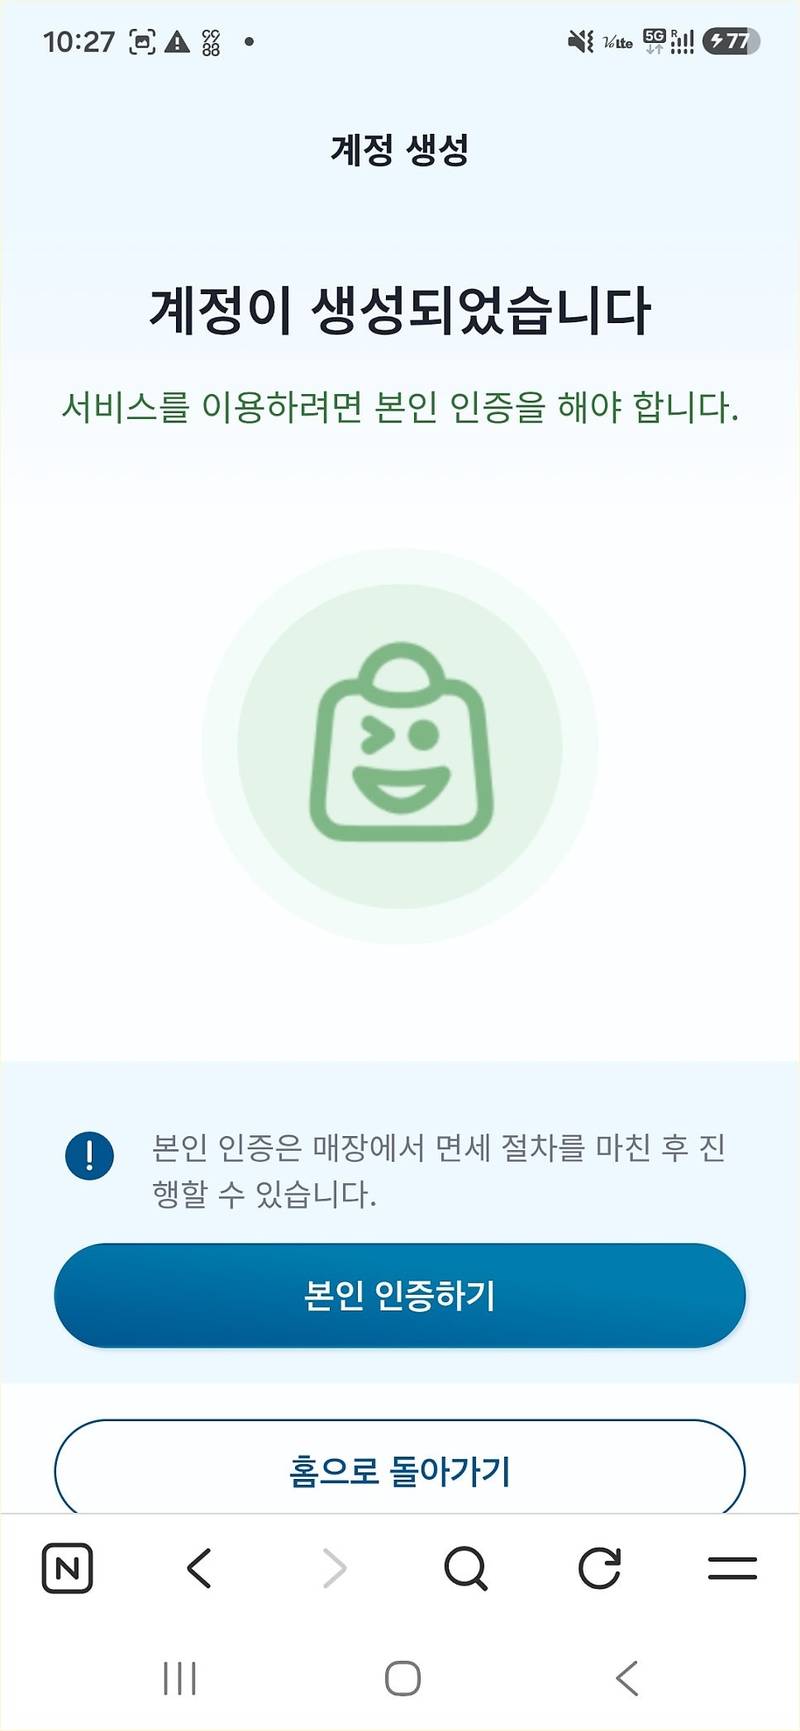 10:27
VoLTE 5G R 77
계정 생성
계정이 생성되었습니다
서비스를 이용하려면 본인 인증을 해야 합니다.
본인 인증은 매장에서 면세 절차를 마친 후 진
행할 수 있습니다.
본인 인증하기
홈으로 돌아가기
N